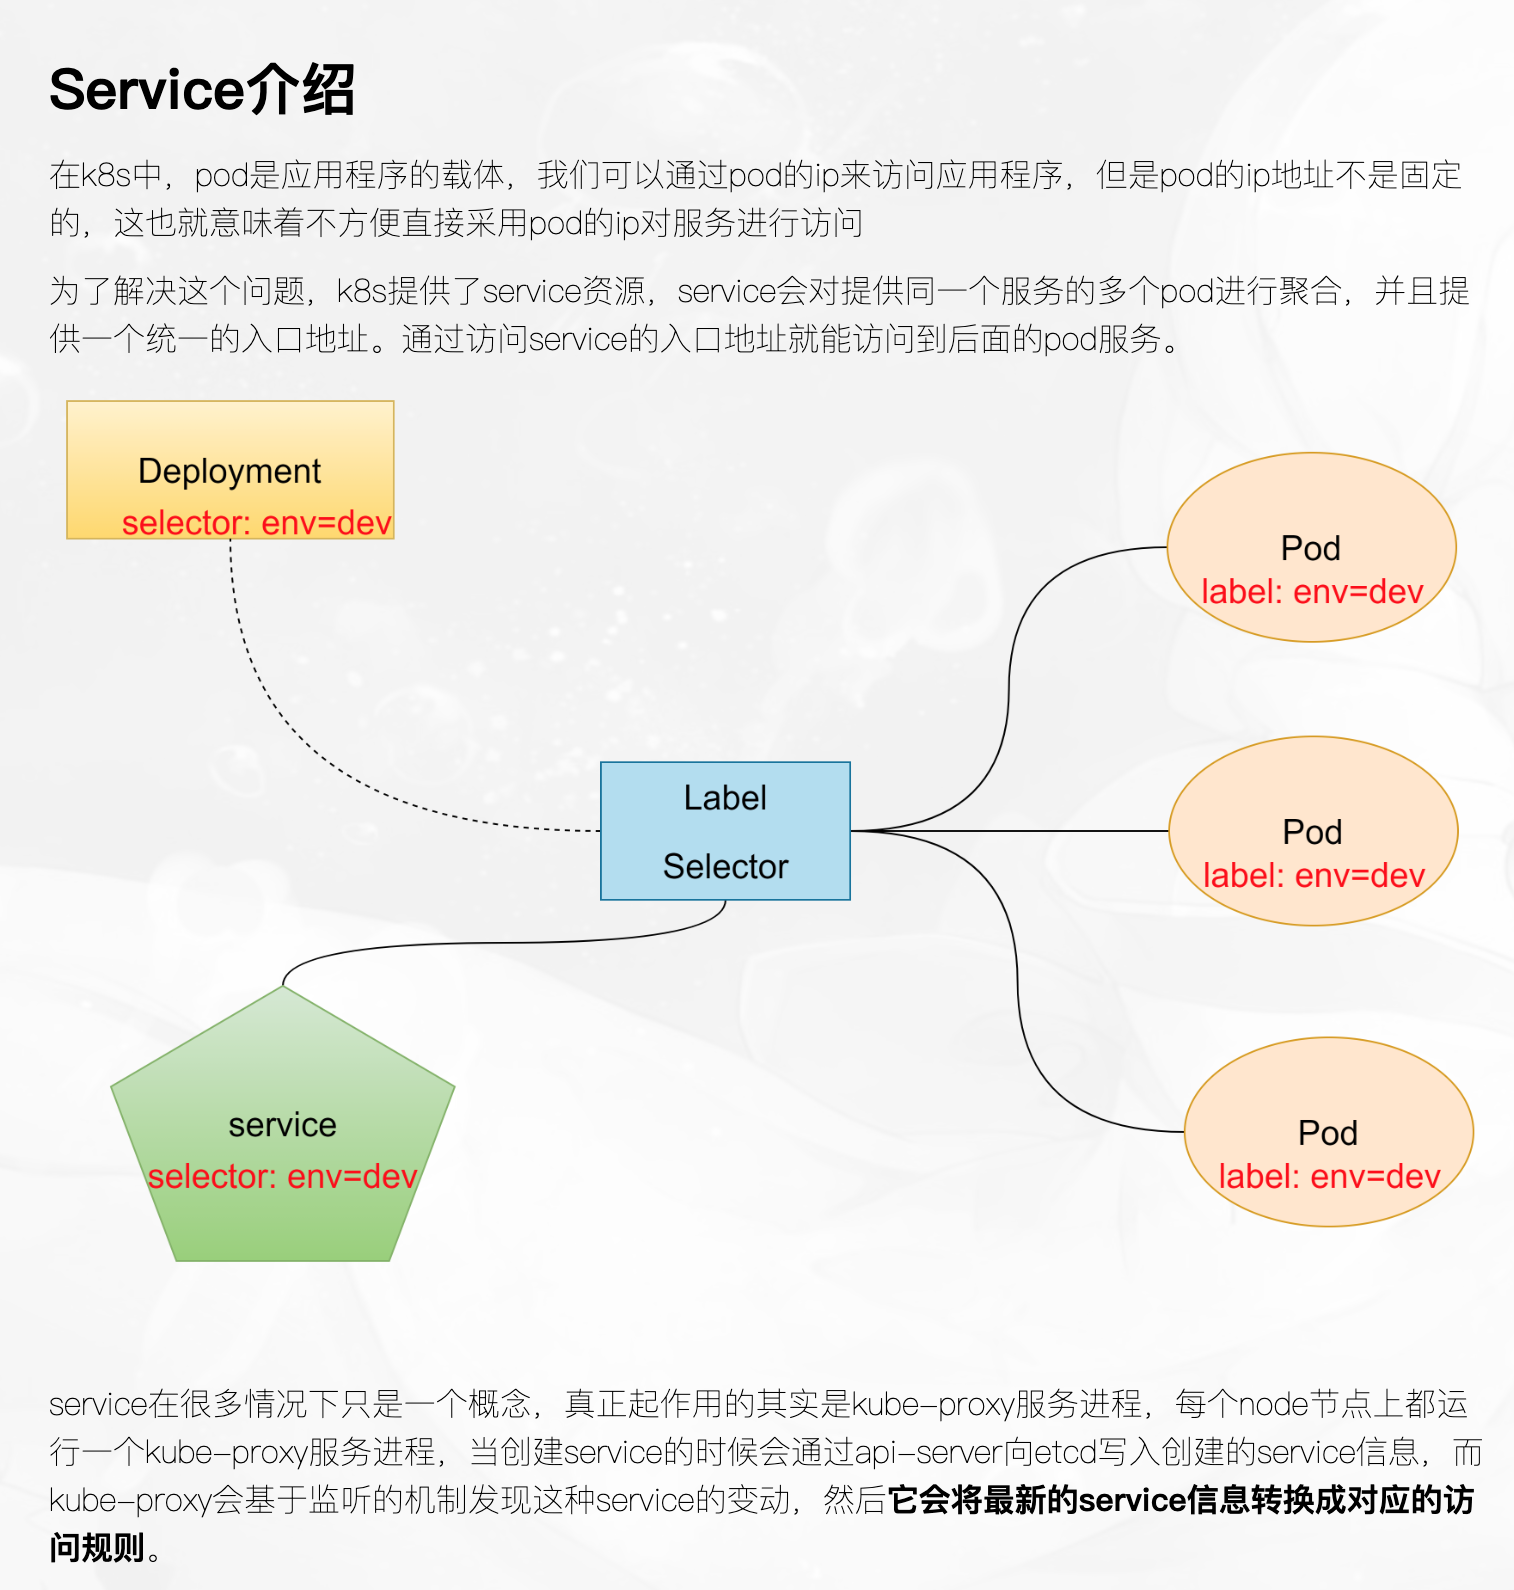 Service介绍
在k8s中，pod是应用程序的载体，我们可以通过pod的ip来访问应用程序，但是pod的ip地址不是固定
的，这也就意味着不方便直接采用pod的ip对服务进行访问
为了解决这个问题，k8s提供了service资源，service会对提供同一个服务的多个pod进行聚合，并且提
供一个统一的入口地址。通过访问service的入口地址就能访问到后面的pod服务。
Deployment
selector: env=dev
Pod
label: env=dev
Label
Selector
Pod
label: env=dev
service
selector: env=dev
Pod
label: env=dev
service在很多情况下只是一个概念，真正起作用的其实是kube-proxy服务进程，每个node节点上都运
行一个kube-proxy服务进程，当创建service的时候会通过api-server向etcd写入创建的service信息，而
kube-proxy会基于监听的机制发现这种service的变动，然后它会将最新的service信息转换成对应的访
问规则。